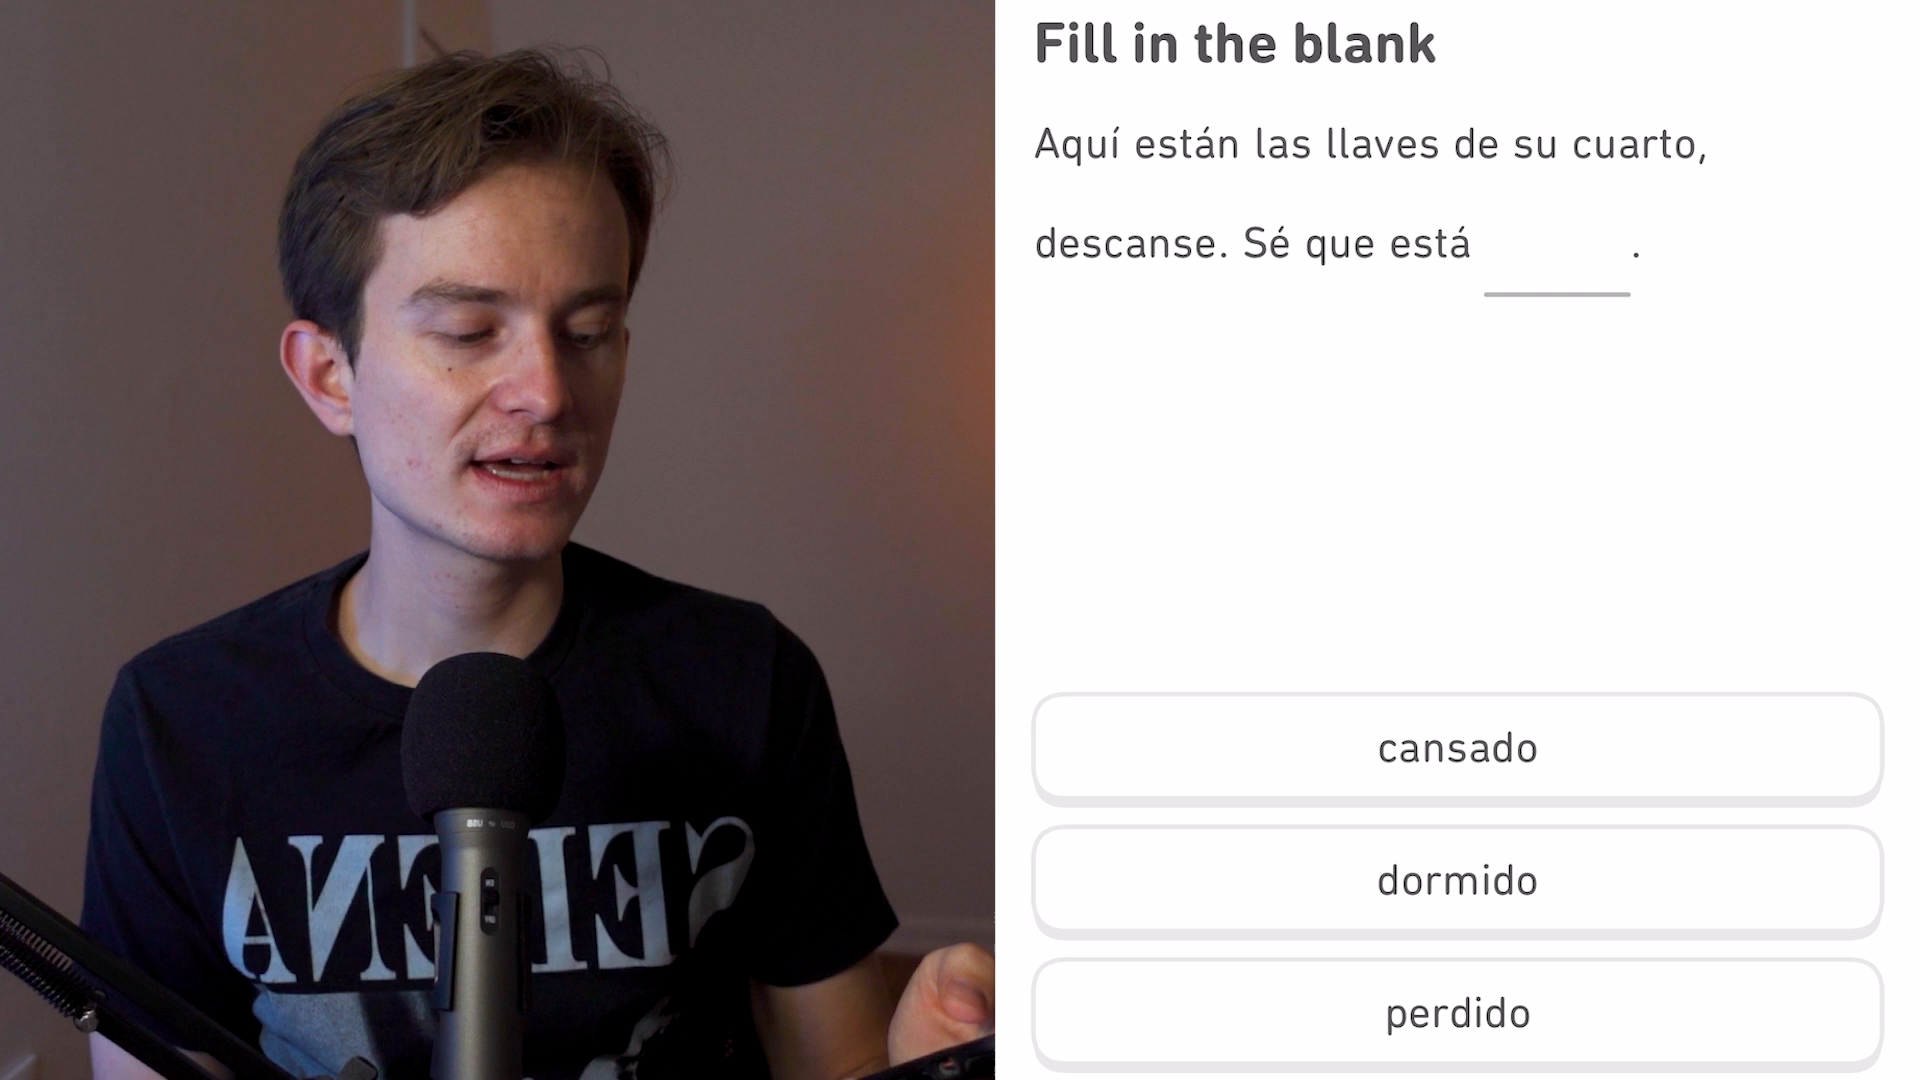 Fill in the blank
Aquí están las llaves de su cuarto,
descanse. Sé que está ______.
cansado
dormido
perdido
SELENA